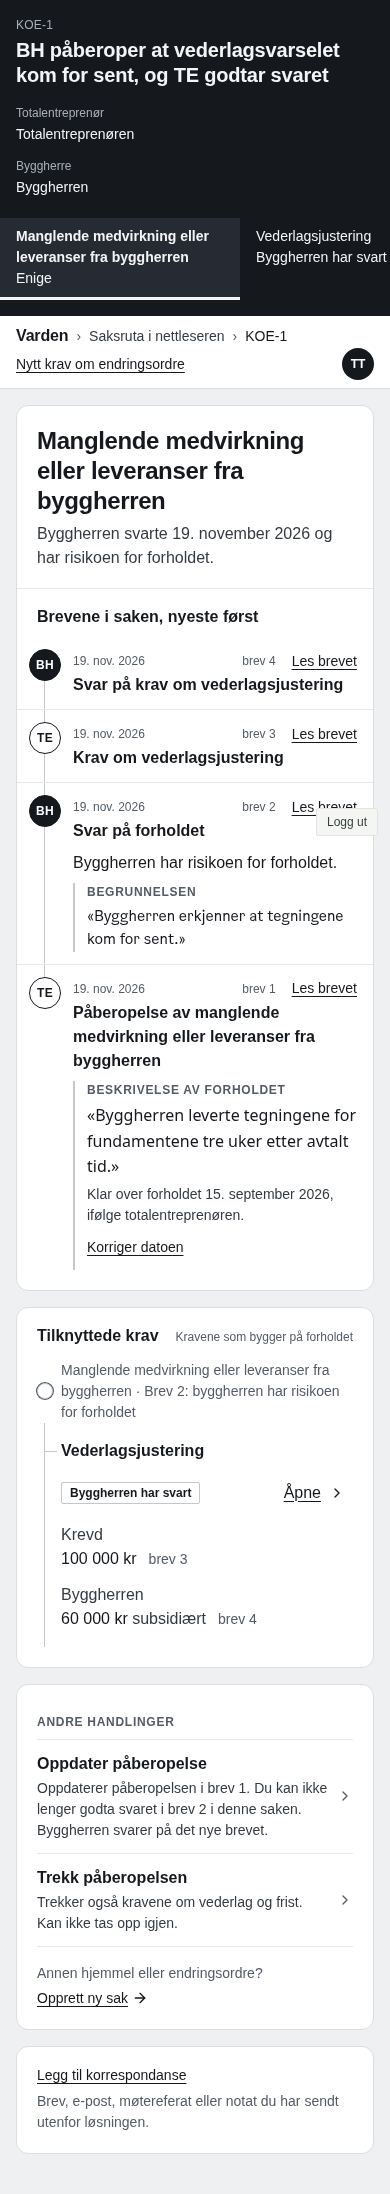 KOE-1
BH påberoper at vederlagsvarselet
kom for sent, og TE godtar svaret
Totalentreprenør
Totalentreprenøren
Byggherre
Byggherren
Manglende medvirkning eller
leveranser fra byggherren
Enige
Vederlagsjustering
Byggherren har svart
Varden › Saksruta i nettleseren › KOE-1
Nytt krav om endringsordre
TT
Manglende medvirkning
eller leveranser fra
byggherren
Byggherren svarte 19. november 2026 og
har risikoen for forholdet.
Brevene i saken, nyeste først
BH 19. nov. 2026 brev 4 Les brevet
Svar på krav om vederlagsjustering
TE 19. nov. 2026 brev 3 Les brevet
Krav om vederlagsjustering
BH 19. nov. 2026 brev 2 Les brevet
Logg ut
Svar på forholdet
Byggherren har risikoen for forholdet.
BEGRUNNELSEN
«Byggherren erkjenner at tegningene
kom for sent.»
TE 19. nov. 2026 brev 1 Les brevet
Påberopelse av manglende
medvirkning eller leveranser fra
byggherren
BESKRIVELSE AV FORHOLDET
«Byggherren leverte tegningene for
fundamentene tre uker etter avtalt
tid.»
Klar over forholdet 15. september 2026,
ifølge totalentreprenøren.
Korriger datoen
Tilknyttede krav Kravene som bygger på forholdet
Manglende medvirkning eller leveranser fra
byggherren · Brev 2: byggherren har risikoen
for forholdet
Vederlagsjustering
Byggherren har svart Åpne
Krevd
100 000 kr brev 3
Byggherren
60 000 kr subsidiært brev 4
ANDRE HANDLINGER
Oppdater påberopelse
Oppdaterer påberopelsen i brev 1. Du kan ikke
lenger godta svaret i brev 2 i denne saken.
Byggherren svarer på det nye brevet.
Trekk påberopelsen
Trekker også kravene om vederlag og frist.
Kan ikke tas opp igjen.
Annen hjemmel eller endringsordre?
Opprett ny sak →
Legg til korrespondanse
Brev, e-post, møtereferat eller notat du har sendt
utenfor løsningen.